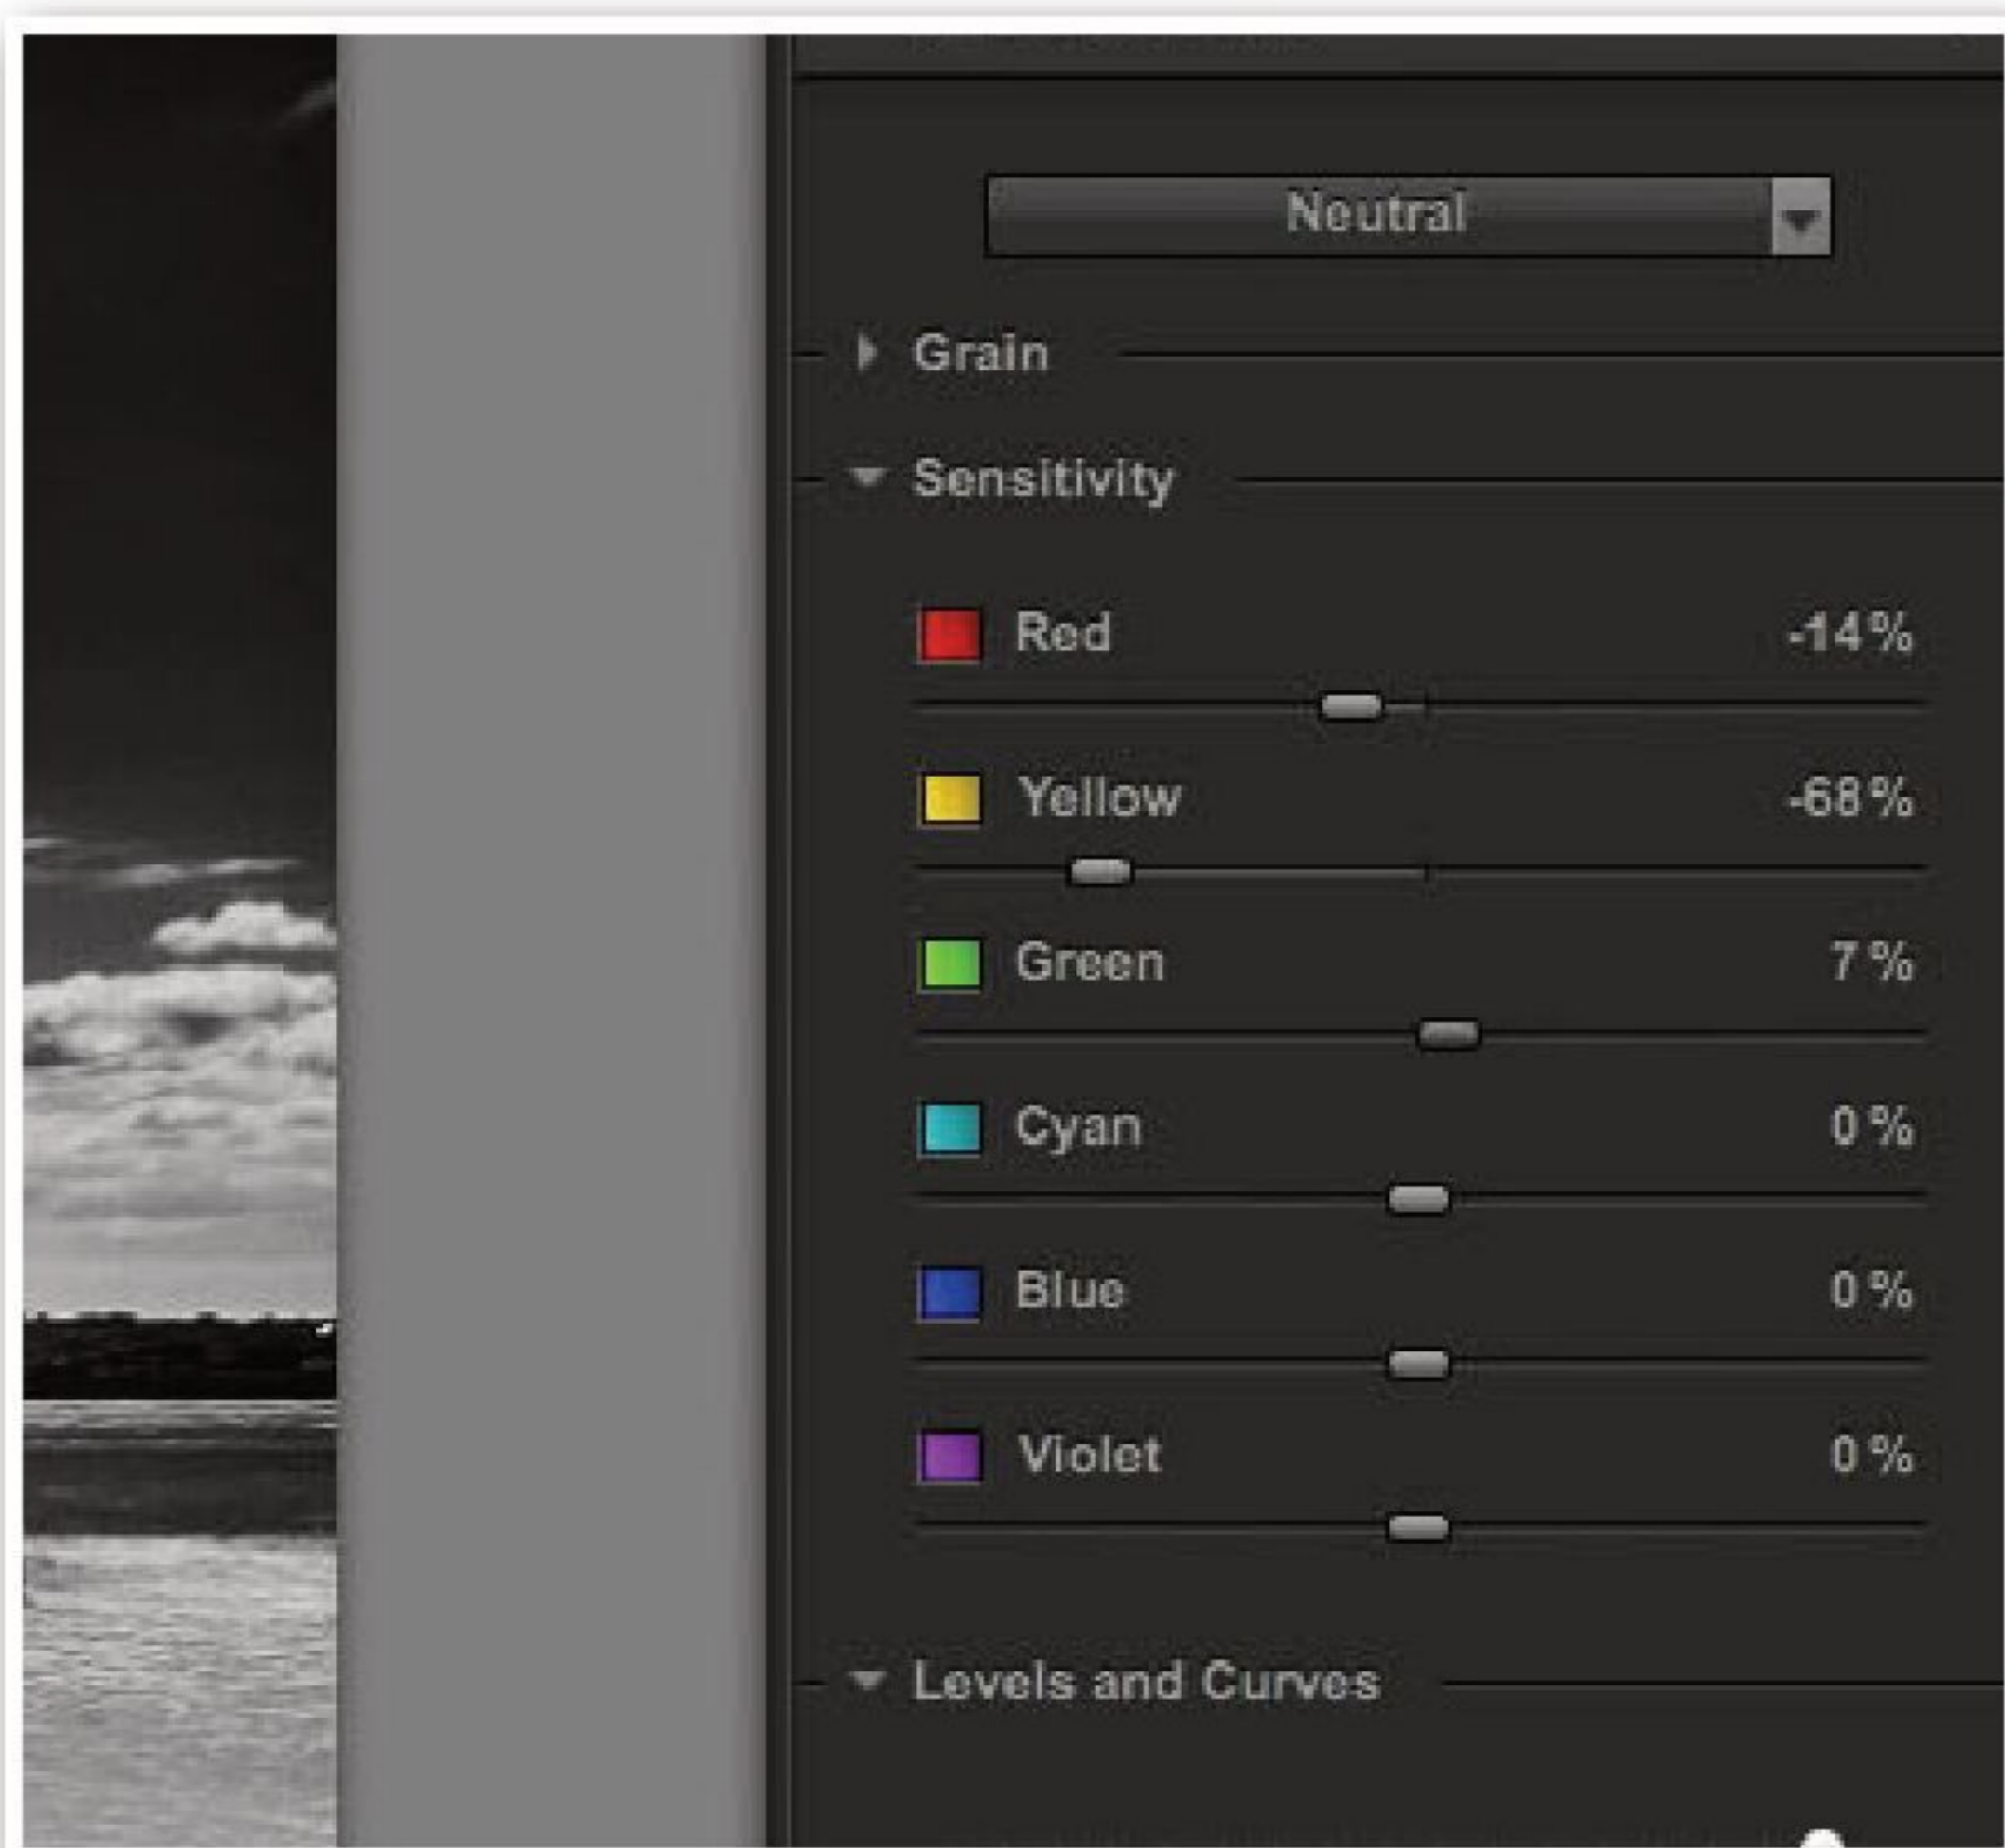 Neutral
Grain
Sensitivity
Red -14%
Yellow -68%
Green 7%
Cyan 0%
Blue 0%
Violet 0%
Levels and Curves